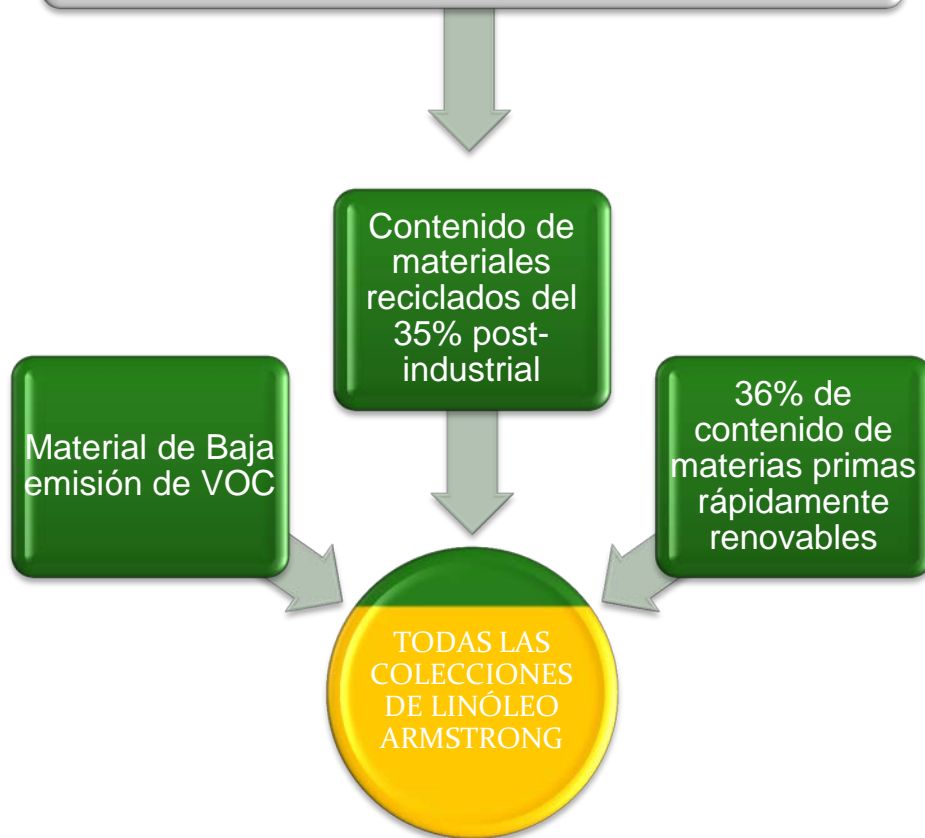 Contenido de
materiales
reciclados del
35% post-
industrial
Material de Baja
emisión de VOC
36% de
contenido de
materias primas
rápidamente
renovables
TODAS LAS
COLECCIONES
DE LINÓLEO
ARMSTRONG